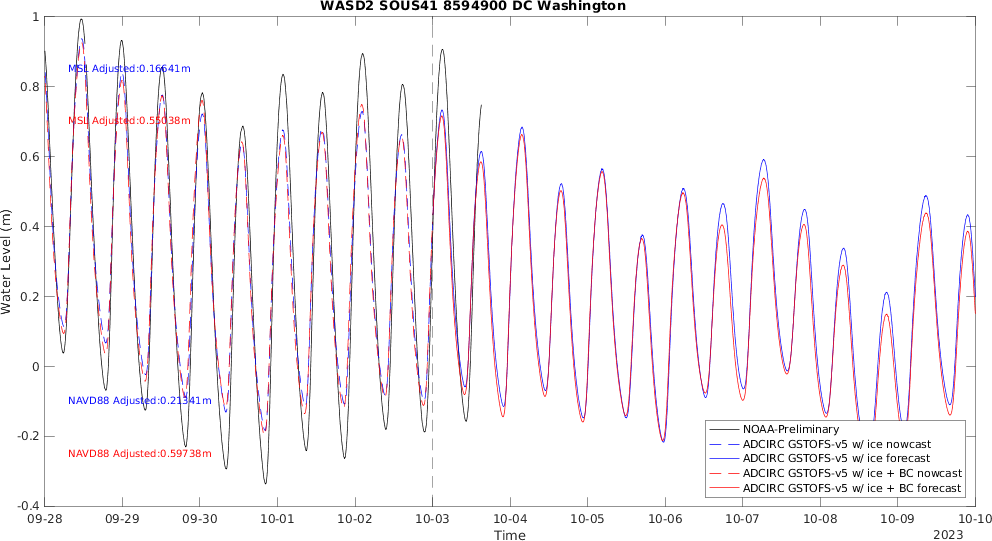 WASD2 SOUS41 8594900 DC Washington
1
0.8
0.6
0.4
0.2
0
-0.2
-0.4
Water Level (m)
MSL Adjusted:0.16641m
MSL Adjusted:0.55038m
NAVD88 Adjusted:0.21341m
NAVD88 Adjusted:0.59738m
NOAA-Preliminary
ADCIRC GSTOFS-v5 w/ ice nowcast
ADCIRC GSTOFS-v5 w/ ice forecast
ADCIRC GSTOFS-v5 w/ ice + BC nowcast
ADCIRC GSTOFS-v5 w/ ice + BC forecast
09-28 09-29 09-30 10-01 10-02 10-03 10-04 10-05 10-06 10-07 10-08 10-09 10-10
Time
2023